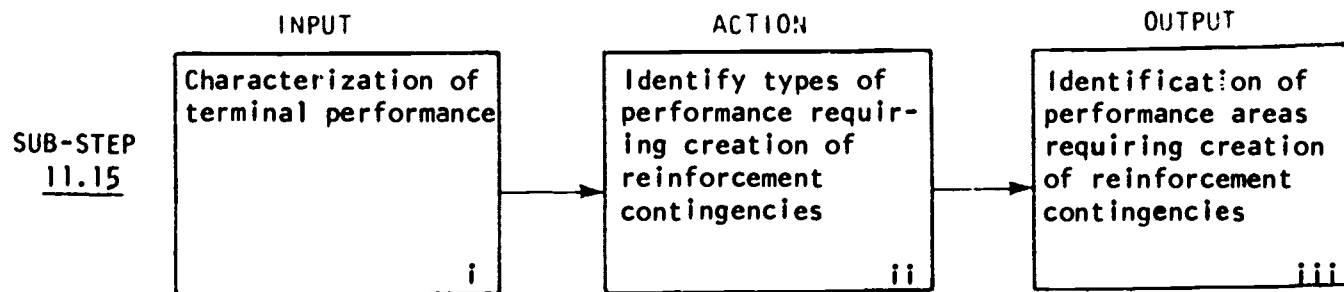 INPUT
ACTION
OUTPUT
SUB-STEP
11.15
Characterization of
terminal performance
i
Identify types of
performance requir-
ing creation of
reinforcement
contingencies
ii
Identification of
performance areas
requiring creation
of reinforcement
contingencies
iii